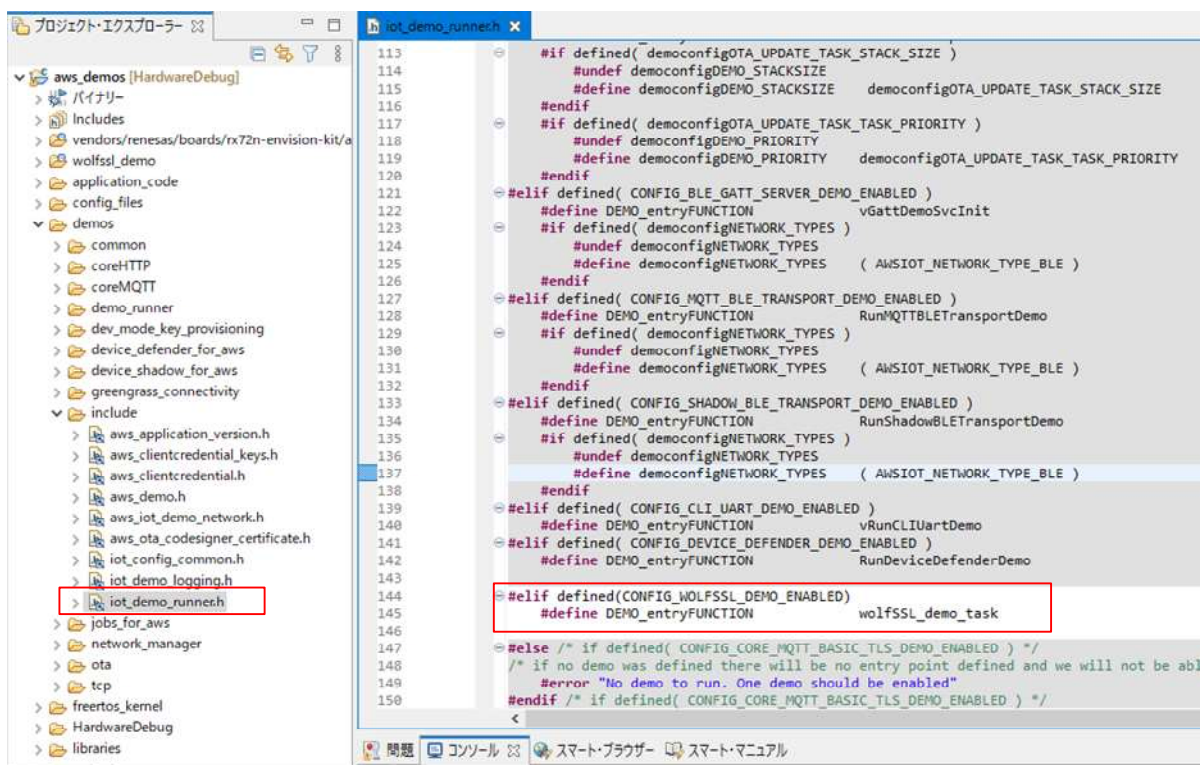 プロジェクト・エクスプローラー
aws_demos [HardwareDebug]
バイナリー
Includes
vendors/renesas/boards/rx72n-envision-kit/a
wolfssl_demo
application_code
config_files
demos
common
coreHTTP
coreMQTT
demo_runner
dev_mode_key_provisioning
device_defender_for_aws
device_shadow_for_aws
greengrass_connectivity
include
aws_application_version.h
aws_clientcredential_keys.h
aws_clientcredential.h
aws_demo.h
aws_iot_demo_network.h
aws_ota_codesigner_certificate.h
iot_config_common.h
iot_demo_logging.h
iot_demo_runner.h
jobs_for_aws
network_manager
ota
tcp
freertos_kernel
HardwareDebug
libraries
iot_demo_runner.h
113 #if defined( democonfigOTA_UPDATE_TASK_STACK_SIZE )
114 #undef democonfigDEMO_STACKSIZE
115 #define democonfigDEMO_STACKSIZE democonfigOTA_UPDATE_TASK_STACK_SIZE
116 #endif
117 #if defined( democonfigOTA_UPDATE_TASK_TASK_PRIORITY )
118 #undef democonfigDEMO_PRIORITY
119 #define democonfigDEMO_PRIORITY democonfigOTA_UPDATE_TASK_TASK_PRIORITY
120 #endif
121 #elif defined( CONFIG_BLE_GATT_SERVER_DEMO_ENABLED )
122 #define DEMO_entryFUNCTION vGattDemoSvcInit
123 #if defined( democonfigNETWORK_TYPES )
124 #undef democonfigNETWORK_TYPES
125 #define democonfigNETWORK_TYPES ( AWSIOT_NETWORK_TYPE_BLE )
126 #endif
127 #elif defined( CONFIG_MQTT_BLE_TRANSPORT_DEMO_ENABLED )
128 #define DEMO_entryFUNCTION RunMQTTBLETransportDemo
129 #if defined( democonfigNETWORK_TYPES )
130 #undef democonfigNETWORK_TYPES
131 #define democonfigNETWORK_TYPES ( AWSIOT_NETWORK_TYPE_BLE )
132 #endif
133 #elif defined( CONFIG_SHADOW_BLE_TRANSPORT_DEMO_ENABLED )
134 #define DEMO_entryFUNCTION RunShadowBLETransportDemo
135 #if defined( democonfigNETWORK_TYPES )
136 #undef democonfigNETWORK_TYPES
137 #define democonfigNETWORK_TYPES ( AWSIOT_NETWORK_TYPE_BLE )
138 #endif
139 #elif defined( CONFIG_CLI_UART_DEMO_ENABLED )
140 #define DEMO_entryFUNCTION vRunCLIUartDemo
141 #elif defined( CONFIG_DEVICE_DEFENDER_DEMO_ENABLED )
142 #define DEMO_entryFUNCTION RunDeviceDefenderDemo
143
144 #elif defined(CONFIG_WOLFSSL_DEMO_ENABLED)
145 #define DEMO_entryFUNCTION wolfSSL_demo_task
146
147 #else /* if defined( CONFIG_CORE_MQTT_BASIC_TLS_DEMO_ENABLED ) */
148 /* if no demo was defined there will be no entry point defined and we will not be abl
149 #error "No demo to run. One demo should be enabled"
150 #endif /* if defined( CONFIG_CORE_MQTT_BASIC_TLS_DEMO_ENABLED ) */
問題 コンソール スマート・ブラウザー スマート・マニュアル